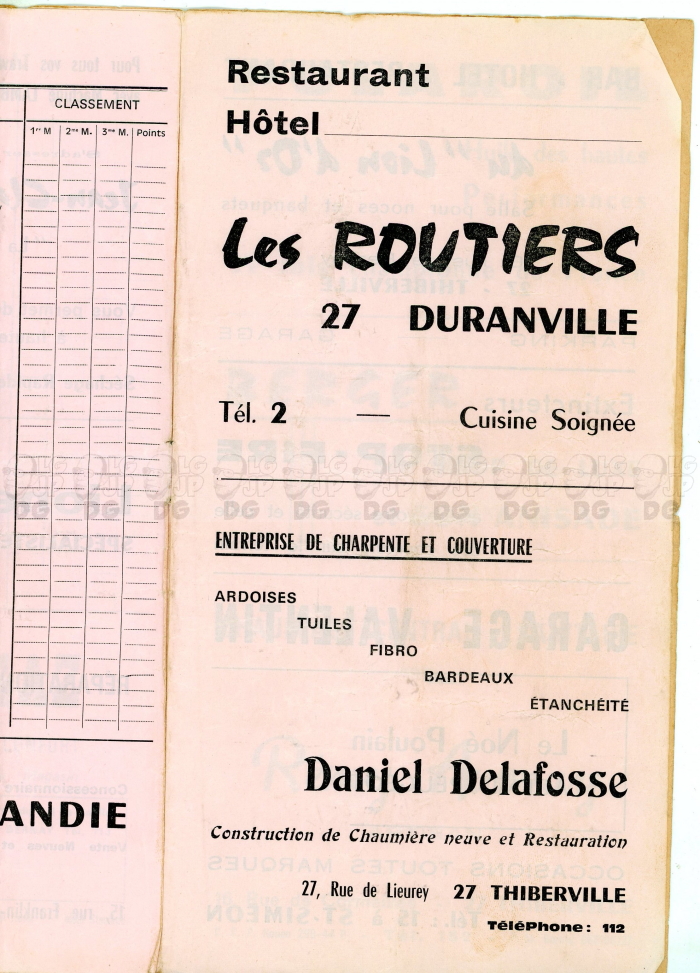 CLASSEMENT
1er M 2me M. 3me M. Points
ANDIE
Restaurant
Hôtel
Les ROUTIERS
27 DURANVILLE
Tél. 2 — Cuisine Soignée
ENTREPRISE DE CHARPENTE ET COUVERTURE
ARDOISES
TUILES
FIBRO
BARDEAUX
ÉTANCHÉITÉ
Daniel Delafosse
Construction de Chaumière neuve et Restauration
27, Rue de Lieurey 27 THIBERVILLE
TéléPhone : 112